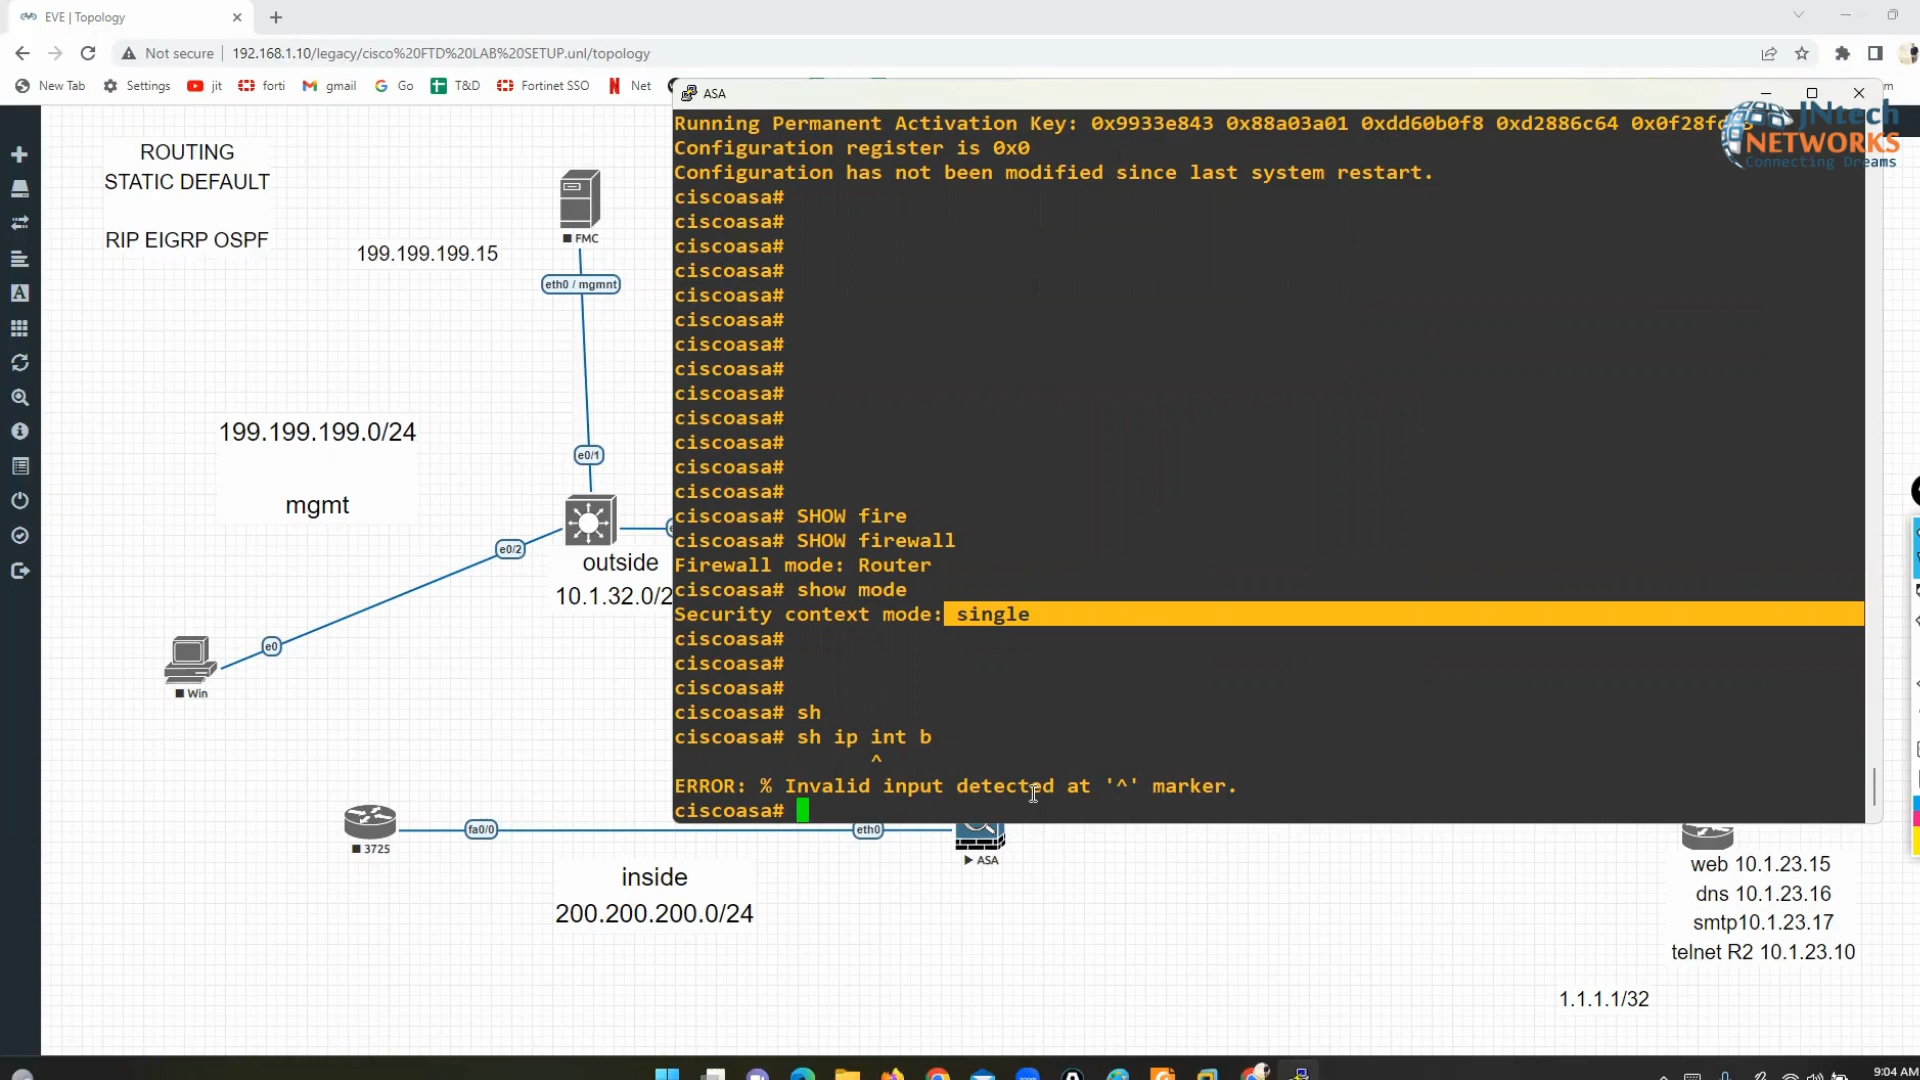 EVE | Topology
Not secure
192.168.1.10/legacy/cisco%20FTD%20LAB%20SETUP.unl/topology
New Tab
Settings
jit
forti
gmail
Go
T&D
Fortinet SSO
Net
ASA
JNtech
NETWORKS
Connecting Dreams
Running Permanent Activation Key: 0x9933e843 0x88a03a01 0xdd60b0f8 0xd2886c64
Configuration register is 0x0
Configuration has not been modified since last system restart.
ciscoasa#
ciscoasa#
ciscoasa#
ciscoasa#
ciscoasa#
ciscoasa#
ciscoasa#
ciscoasa#
ciscoasa#
ciscoasa#
ciscoasa#
ciscoasa#
ciscoasa#
ciscoasa# SHOW fire
ciscoasa# SHOW firewall
Firewall mode: Router
ciscoasa# show mode
Security context mode: single
ciscoasa#
ciscoasa#
ciscoasa#
ciscoasa# sh
ciscoasa# sh ip int b
^
ERROR: % Invalid input detected at '^' marker.
ciscoasa#
ROUTING
STATIC DEFAULT
RIP EIGRP OSPF
199.199.199.15
FMC
eth0 / mgmnt
199.199.199.0/24
mgmt
e0/1
e0/2
outside
10.1.32.0/2
e0
Win
fa0/0
3725
eth0
ASA
inside
200.200.200.0/24
web 10.1.23.15
dns 10.1.23.16
smtp10.1.23.17
telnet R2 10.1.23.10
1.1.1.1/32
9:04 AM